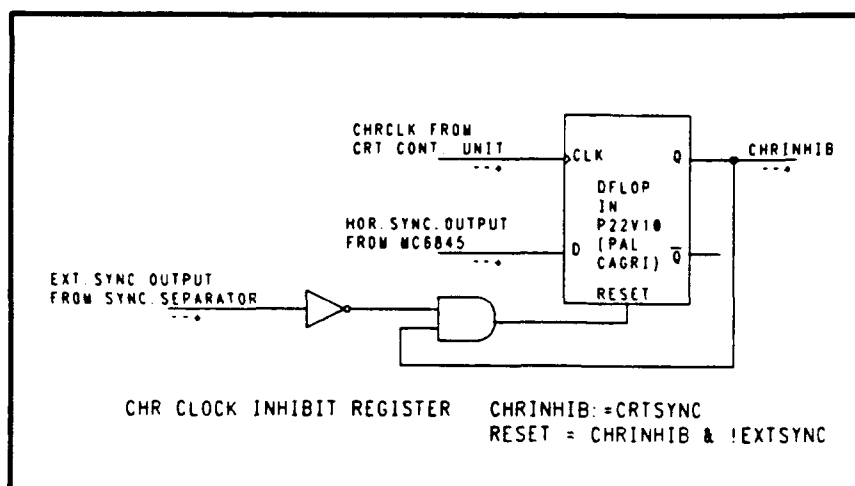 CHRCLK FROM
CRT CONT. UNIT
CLK
Q
CHRINHIB
DFLOP
IN
P22V10
(PAL
CAGRI)
HOR.SYNC.OUTPUT
FROM MC6845
D
Q
RESET
EXT.SYNC OUTPUT
FROM SYNC.SEPARATOR
CHR CLOCK INHIBIT REGISTER CHRINHIB:=CRTSYNC
RESET = CHRINHIB & !EXTSYNC